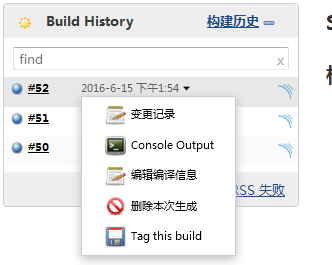 Build History 构建历史
find x
#52 2016-6-15 下午1:54
变更记录
#51
Console Output
#50
编辑编译信息
删除本次生成
RSS 失败
Tag this build